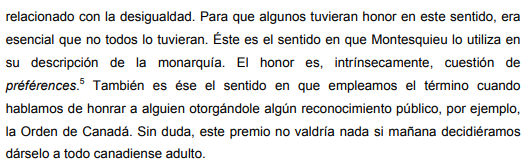 relacionado con la desigualdad. Para que algunos tuvieran honor en este sentido, era
esencial que no todos lo tuvieran. Éste es el sentido en que Montesquieu lo utiliza en
su descripción de la monarquía. El honor es, intrínsecamente, cuestión de
préférences.⁵ También es ése el sentido en que empleamos el término cuando
hablamos de honrar a alguien otorgándole algún reconocimiento público, por ejemplo,
la Orden de Canadá. Sin duda, este premio no valdría nada si mañana decidiéramos
dárselo a todo canadiense adulto.